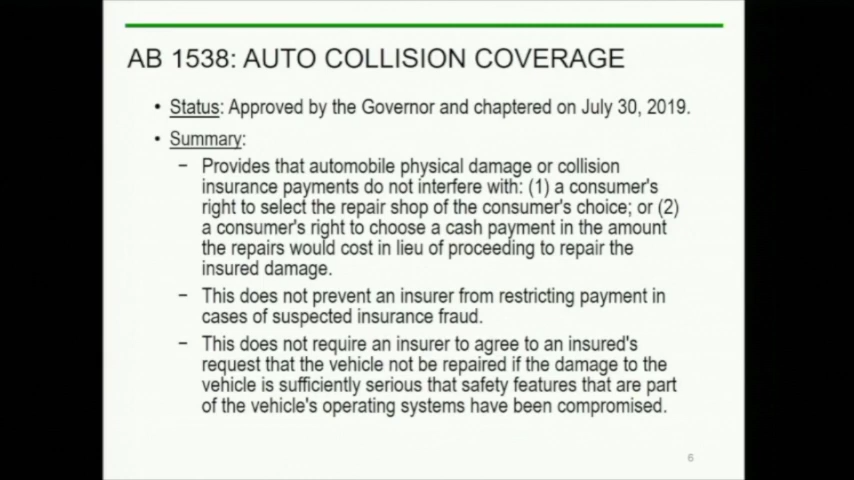 AB 1538: AUTO COLLISION COVERAGE
• Status: Approved by the Governor and chaptered on July 30, 2019.
• Summary:
− Provides that automobile physical damage or collision
insurance payments do not interfere with: (1) a consumer's
right to select the repair shop of the consumer's choice; or (2)
a consumer's right to choose a cash payment in the amount
the repairs would cost in lieu of proceeding to repair the
insured damage.
− This does not prevent an insurer from restricting payment in
cases of suspected insurance fraud.
− This does not require an insurer to agree to an insured's
request that the vehicle not be repaired if the damage to the
vehicle is sufficiently serious that safety features that are part
of the vehicle's operating systems have been compromised.
6